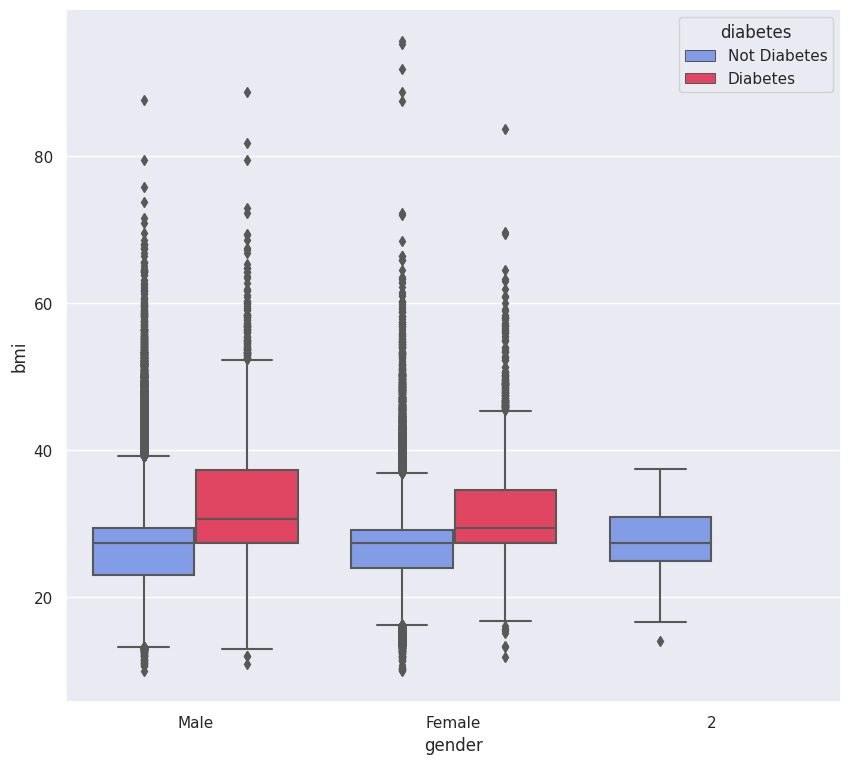 diabetes
Not Diabetes
Diabetes
80
60
40
20
bmi
Male Female 2
gender